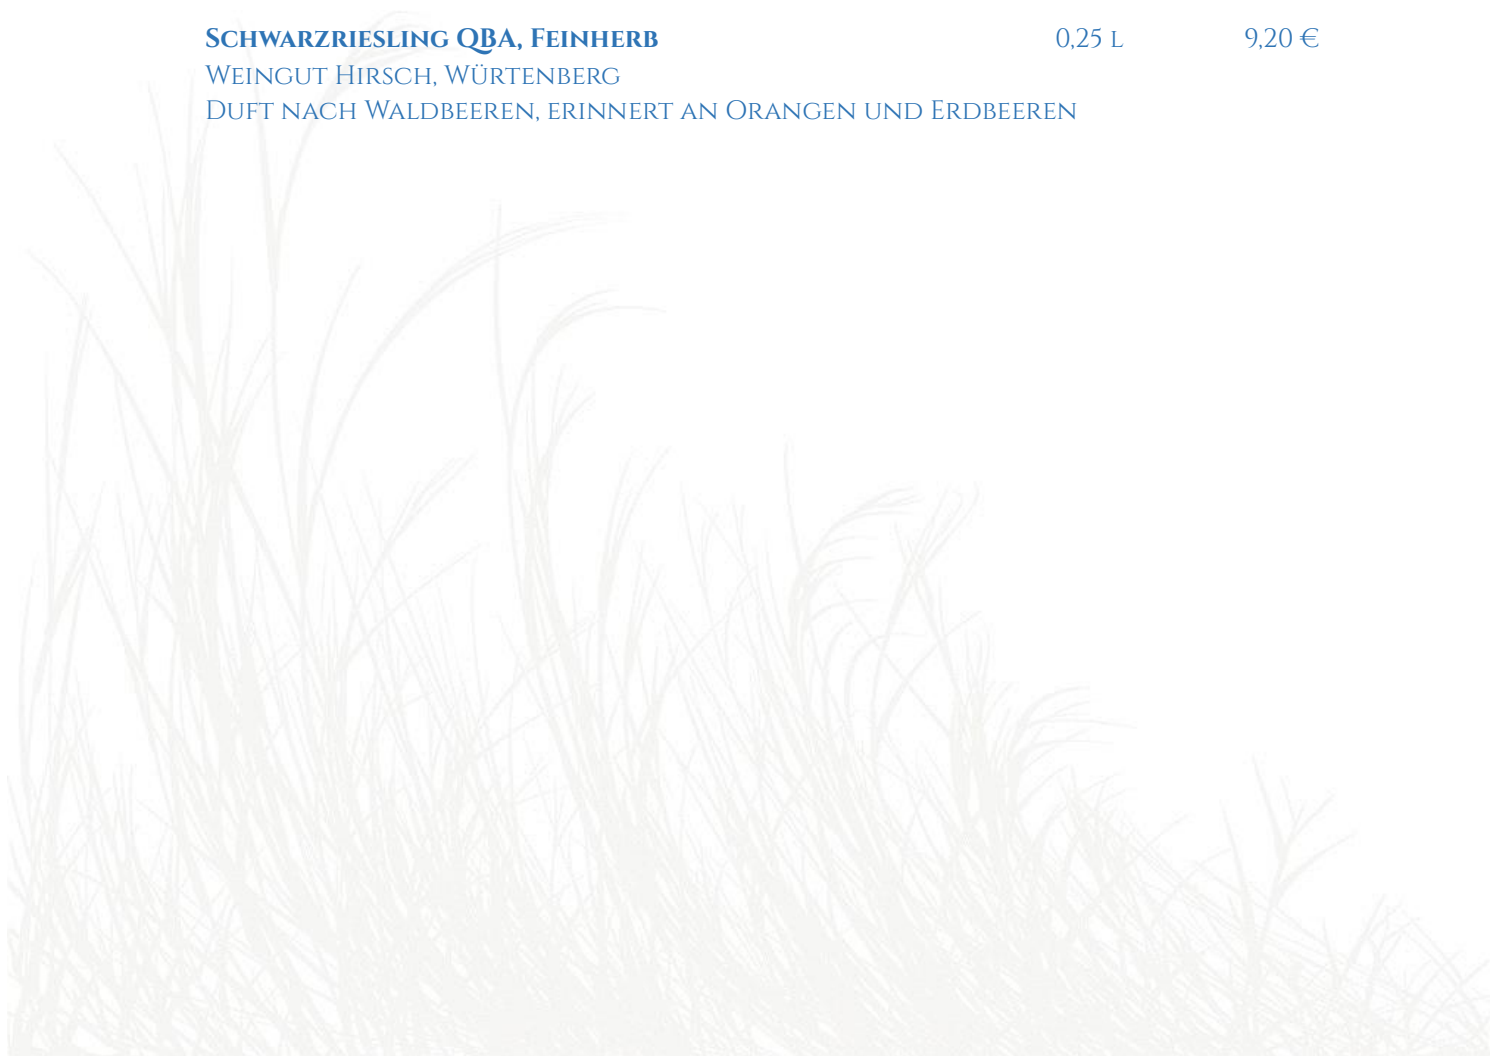 Schwarzriesling QBA, Feinherb 0,25 l 9,20 €
Weingut Hirsch, Würtenberg
Duft nach Waldbeeren, erinnert an Orangen und Erdbeeren